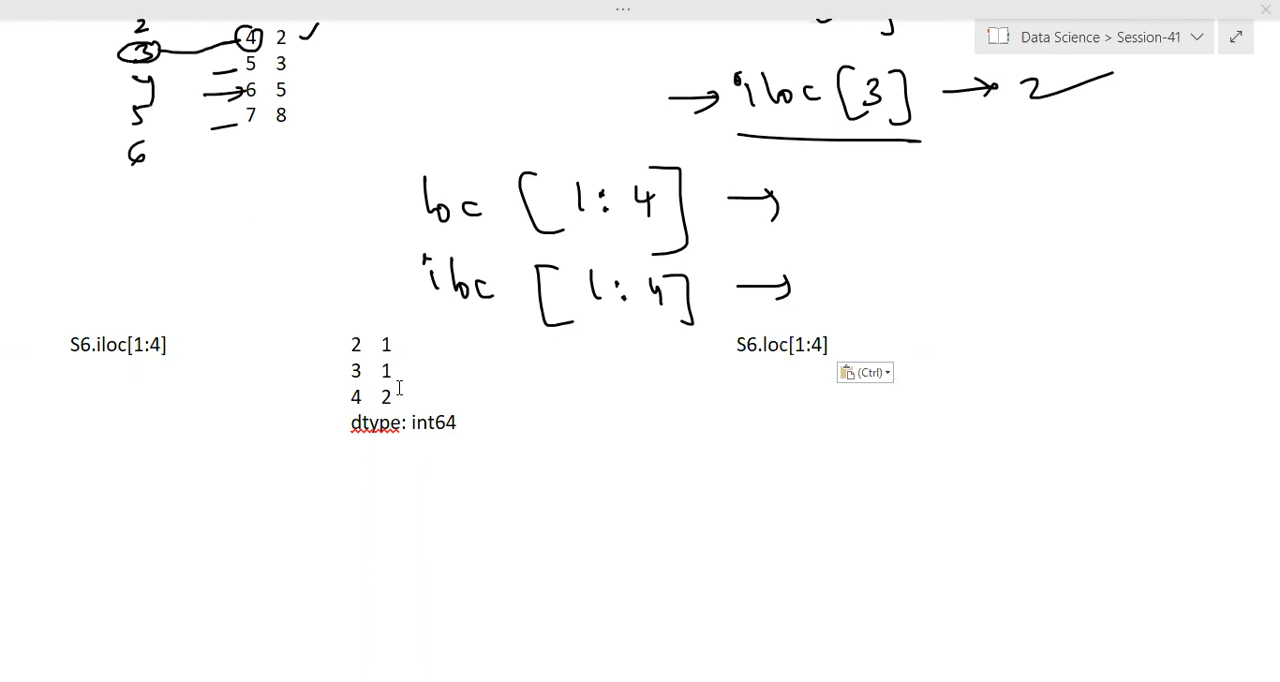 ...
Data Science > Session-41
2
3 4 2
5 3
4 6 5
5 7 8
6
iloc [3] → 2
loc [1:4] →
iloc [1:4] →
S6.iloc[1:4] 2 1 S6.loc[1:4]
3 1 (Ctrl)
4 2
dtype: int64